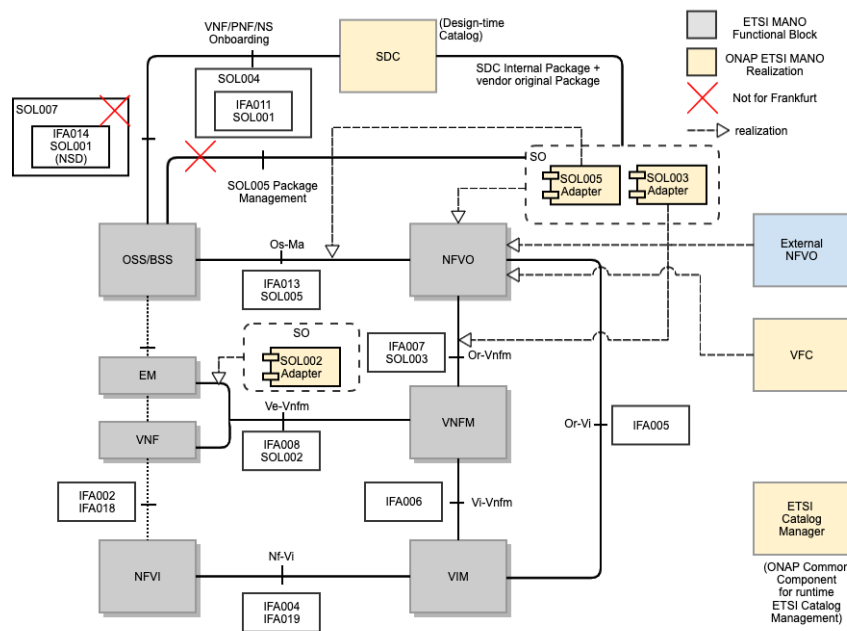 VNF/PNF/NS
Onboarding
SDC
(Design-time
Catalog)
ETSI MANO
Functional Block
ONAP ETSI MANO
Realization
Not for Frankfurt
realization
SOL004
IFA011
SOL001
SDC Internal Package +
vendor original Package
SOL007
IFA014
SOL001
(NSD)
SO
SOL005
Adapter
SOL003
Adapter
SOL005 Package
Management
OSS/BSS
Os-Ma
IFA013
SOL005
NFVO
External
NFVO
SO
SOL002
Adapter
IFA007
SOL003
Or-Vnfm
VFC
EM
VNF
Ve-Vnfm
IFA008
SOL002
VNFM
Or-Vi
IFA005
IFA002
IFA018
IFA006
Vi-Vnfm
ETSI
Catalog
Manager
NFVI
Nf-Vi
IFA004
IFA019
VIM
(ONAP Common
Component
for runtime
ETSI Catalog
Management)